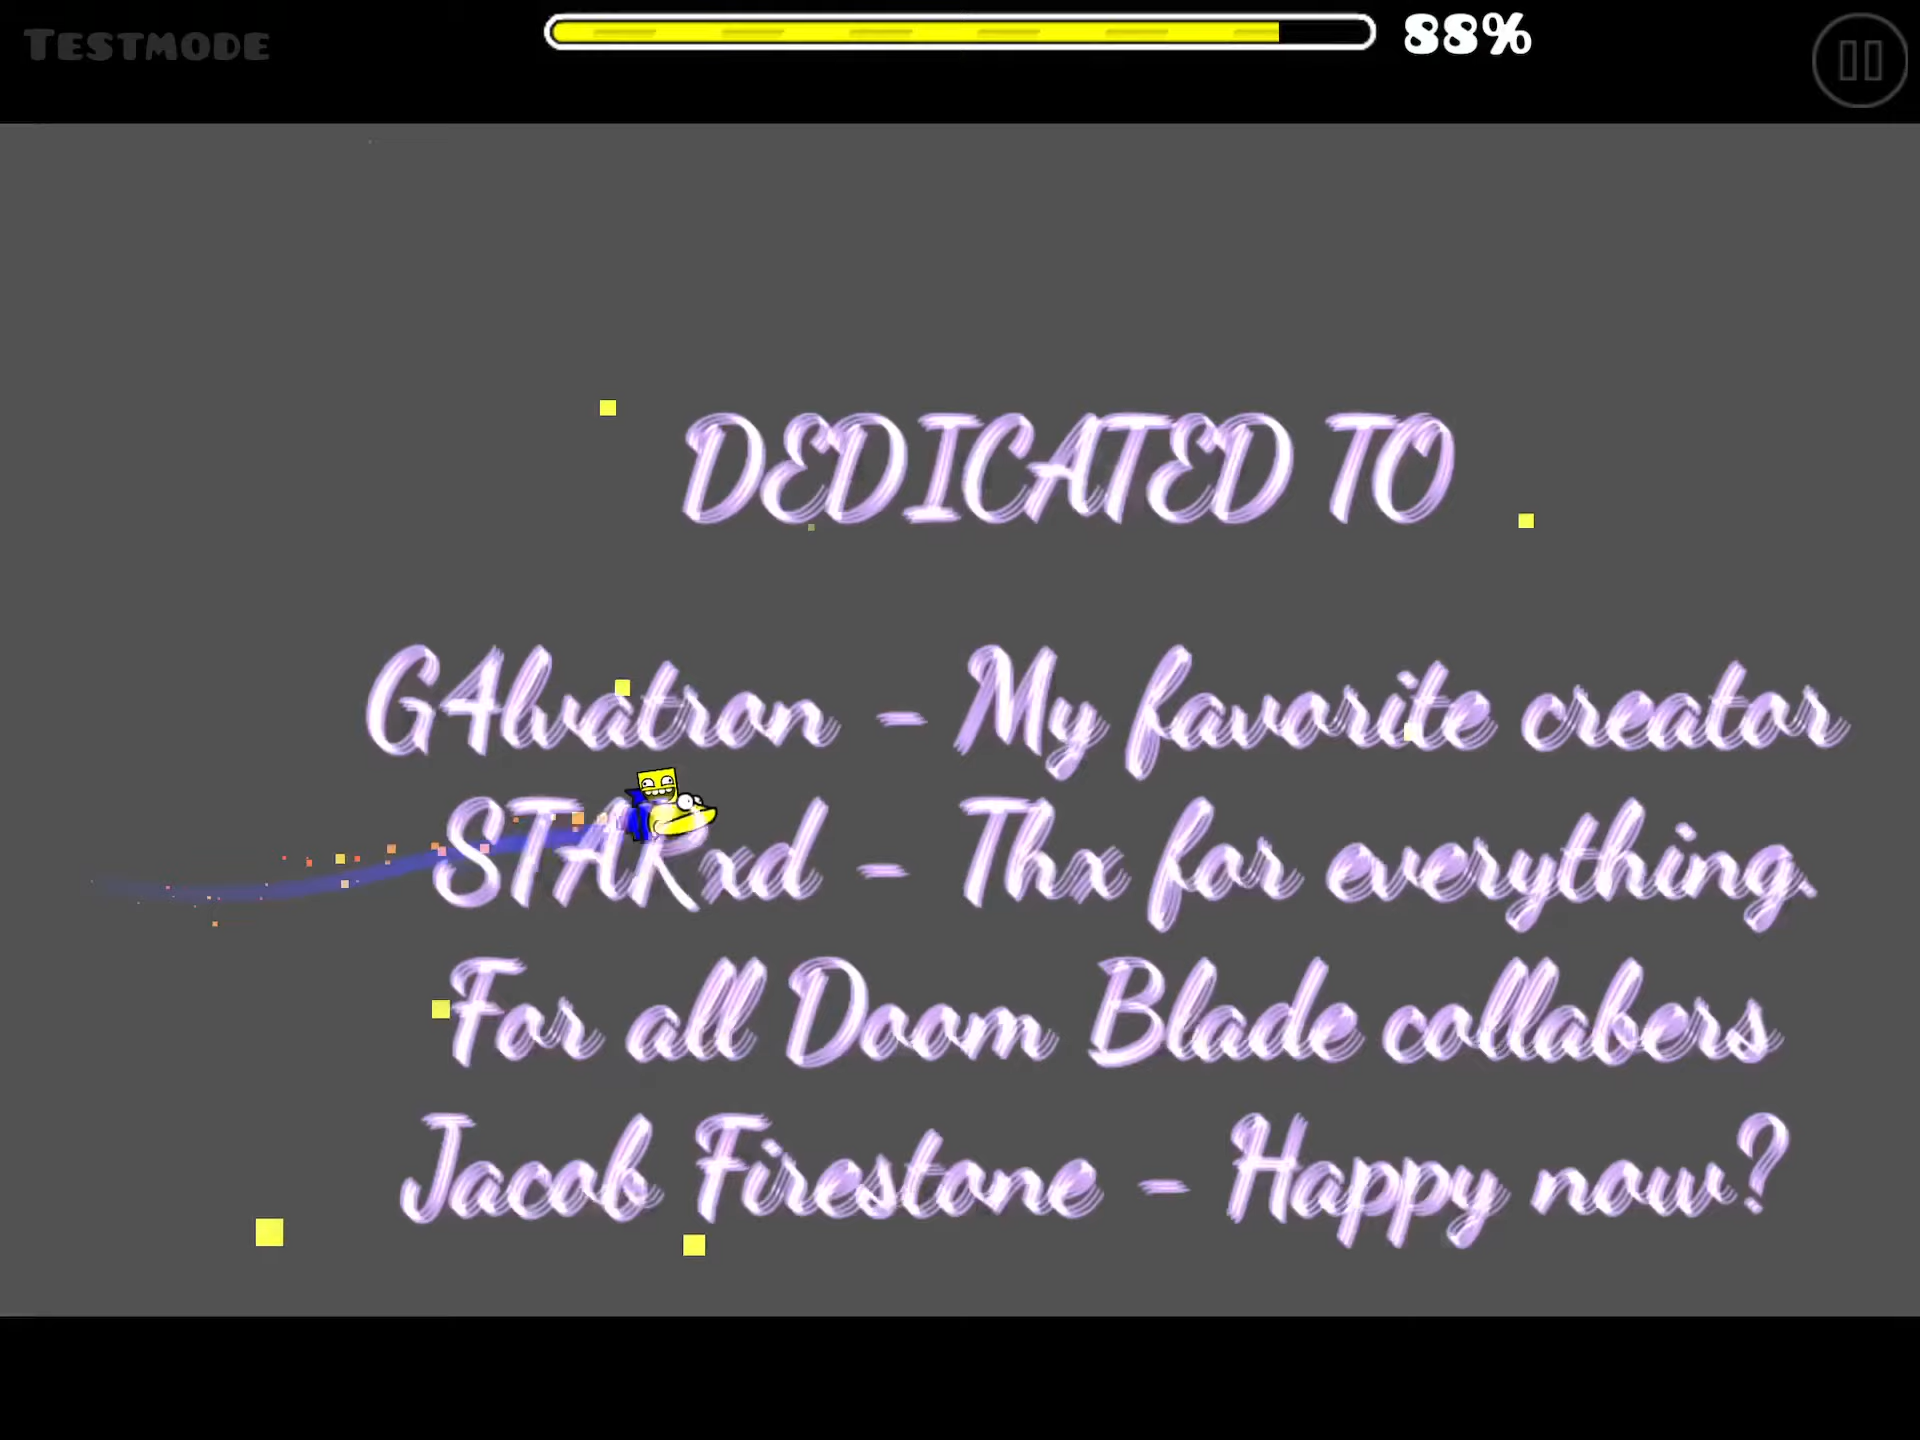 TESTMODE
88%
DEDICATED TO
G4lvatron - My favorite creator
STARxd - Thx for everything.
For all Doom Blade collabers
Jacob Firestone - Happy now?